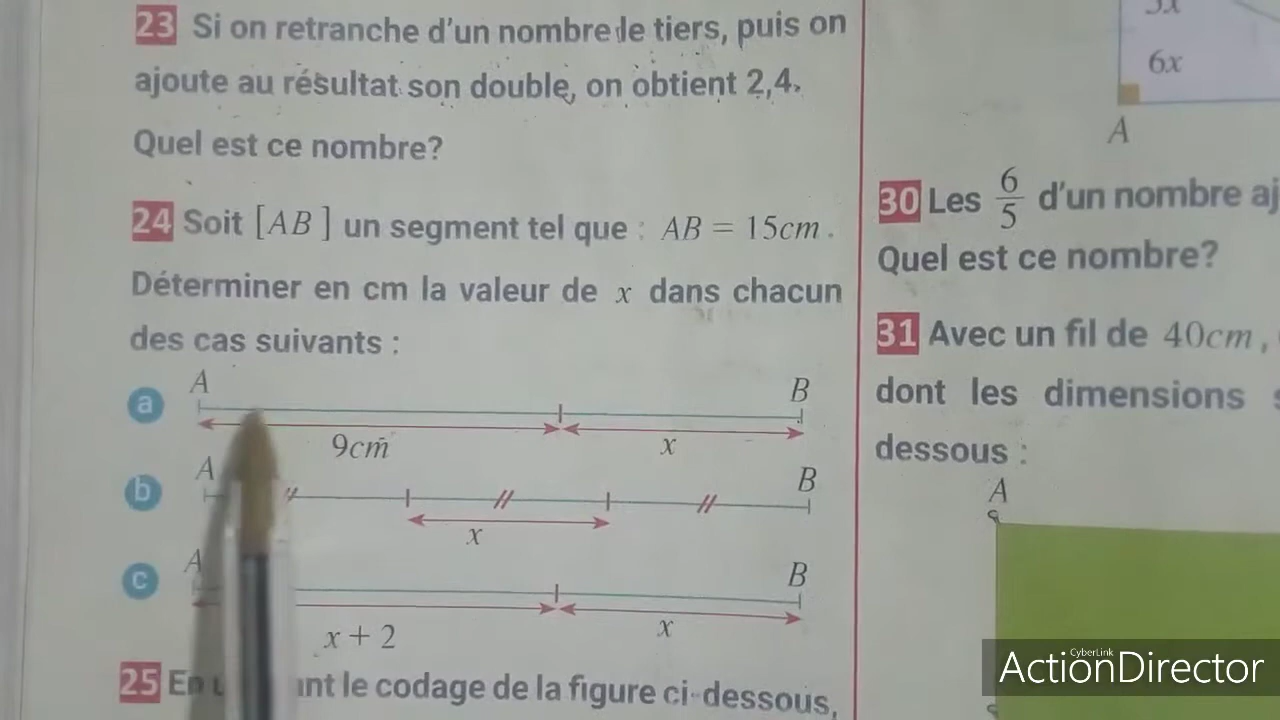 23 Si on retranche d'un nombre le tiers, puis on
ajoute au résultat son double, on obtient 2,4.
Quel est ce nombre?
24 Soit [AB] un segment tel que : AB = 15cm.
Déterminer en cm la valeur de x dans chacun
des cas suivants :
a
A
B
9cm
x
b
A
B
x
c
A
B
x + 2
x
25 En
ant le codage de la figure ci-dessous,
6x
A
30 Les 6/5 d'un nombre aj
Quel est ce nombre?
31 Avec un fil de 40cm,
dont les dimensions
dessous :
A
CyberLink
ActionDirector